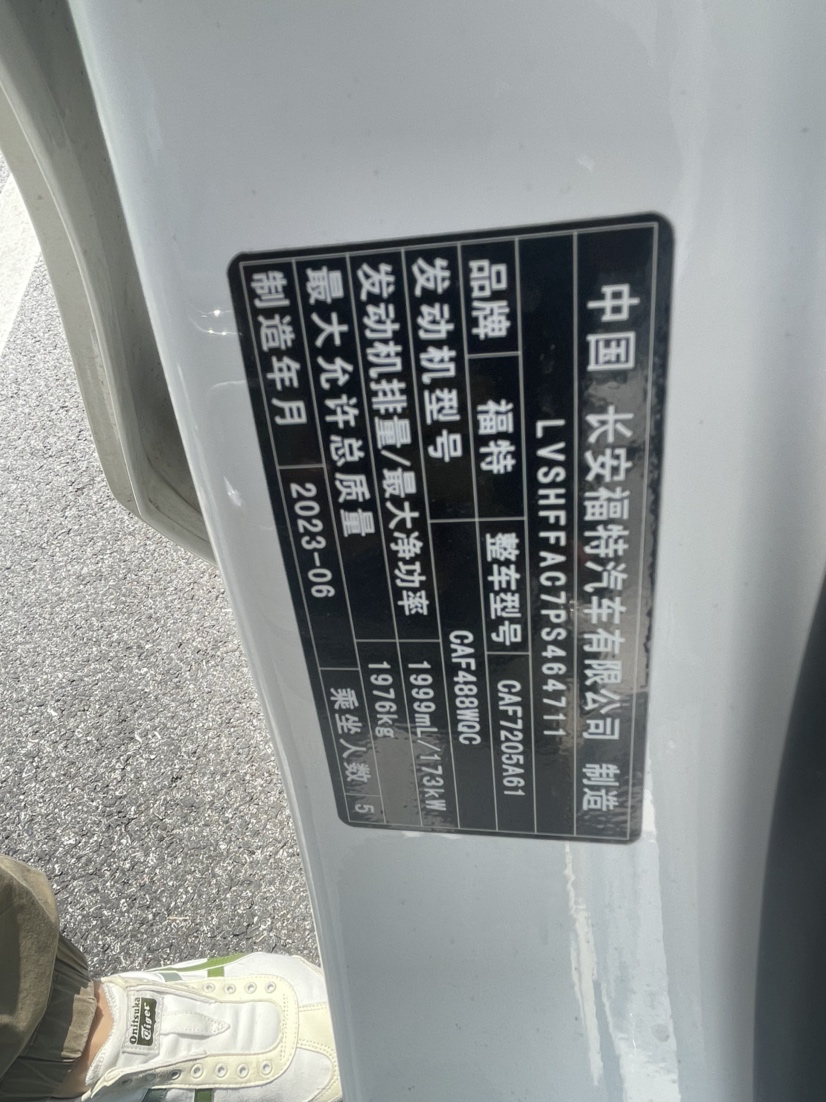 中国 长安福特汽车有限公司 制造
LVSHFFAC7PS464711
品牌 福特 整车型号 CAF7205A61
发动机型号 CAF488WQC
发动机排量/最大净功率 1999mL/173kW
最大允许总质量 1976kg
制造年月 2023-06 乘坐人数 5
Onitsuka
Tiger